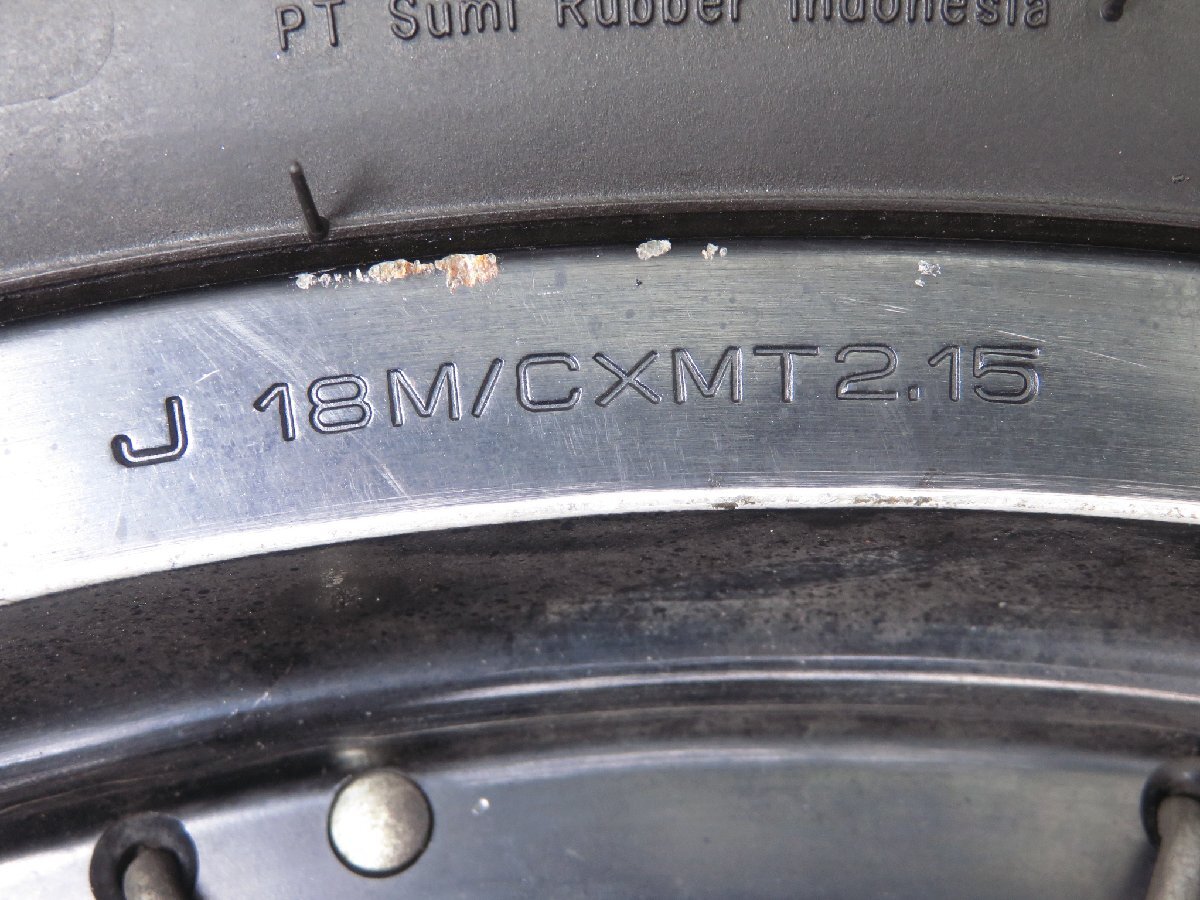 PT Sumi Rubber Indonesia
J 18M/CXMT2.15